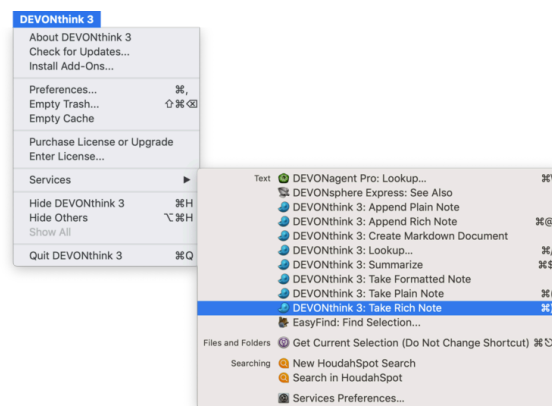 DEVONthink 3
About DEVONthink 3
Check for Updates...
Install Add-Ons...
Preferences... ⌘,
Empty Trash... ⇧⌘⌫
Empty Cache
Purchase License or Upgrade
Enter License...
Services ▶
Hide DEVONthink 3 ⌘H
Hide Others ⌥⌘H
Show All
Quit DEVONthink 3 ⌘Q
Text DEVONagent Pro: Lookup... ⌘
DEVONsphere Express: See Also
DEVONthink 3: Append Plain Note
DEVONthink 3: Append Rich Note ⌘@
DEVONthink 3: Create Markdown Document
DEVONthink 3: Lookup... ⌘
DEVONthink 3: Summarize ⌘$
DEVONthink 3: Take Formatted Note
DEVONthink 3: Take Plain Note ⌘
DEVONthink 3: Take Rich Note ⌘
EasyFind: Find Selection...
Files and Folders Get Current Selection (Do Not Change Shortcut) ⌘
Searching New HoudahSpot Search
Search in HoudahSpot
Services Preferences...